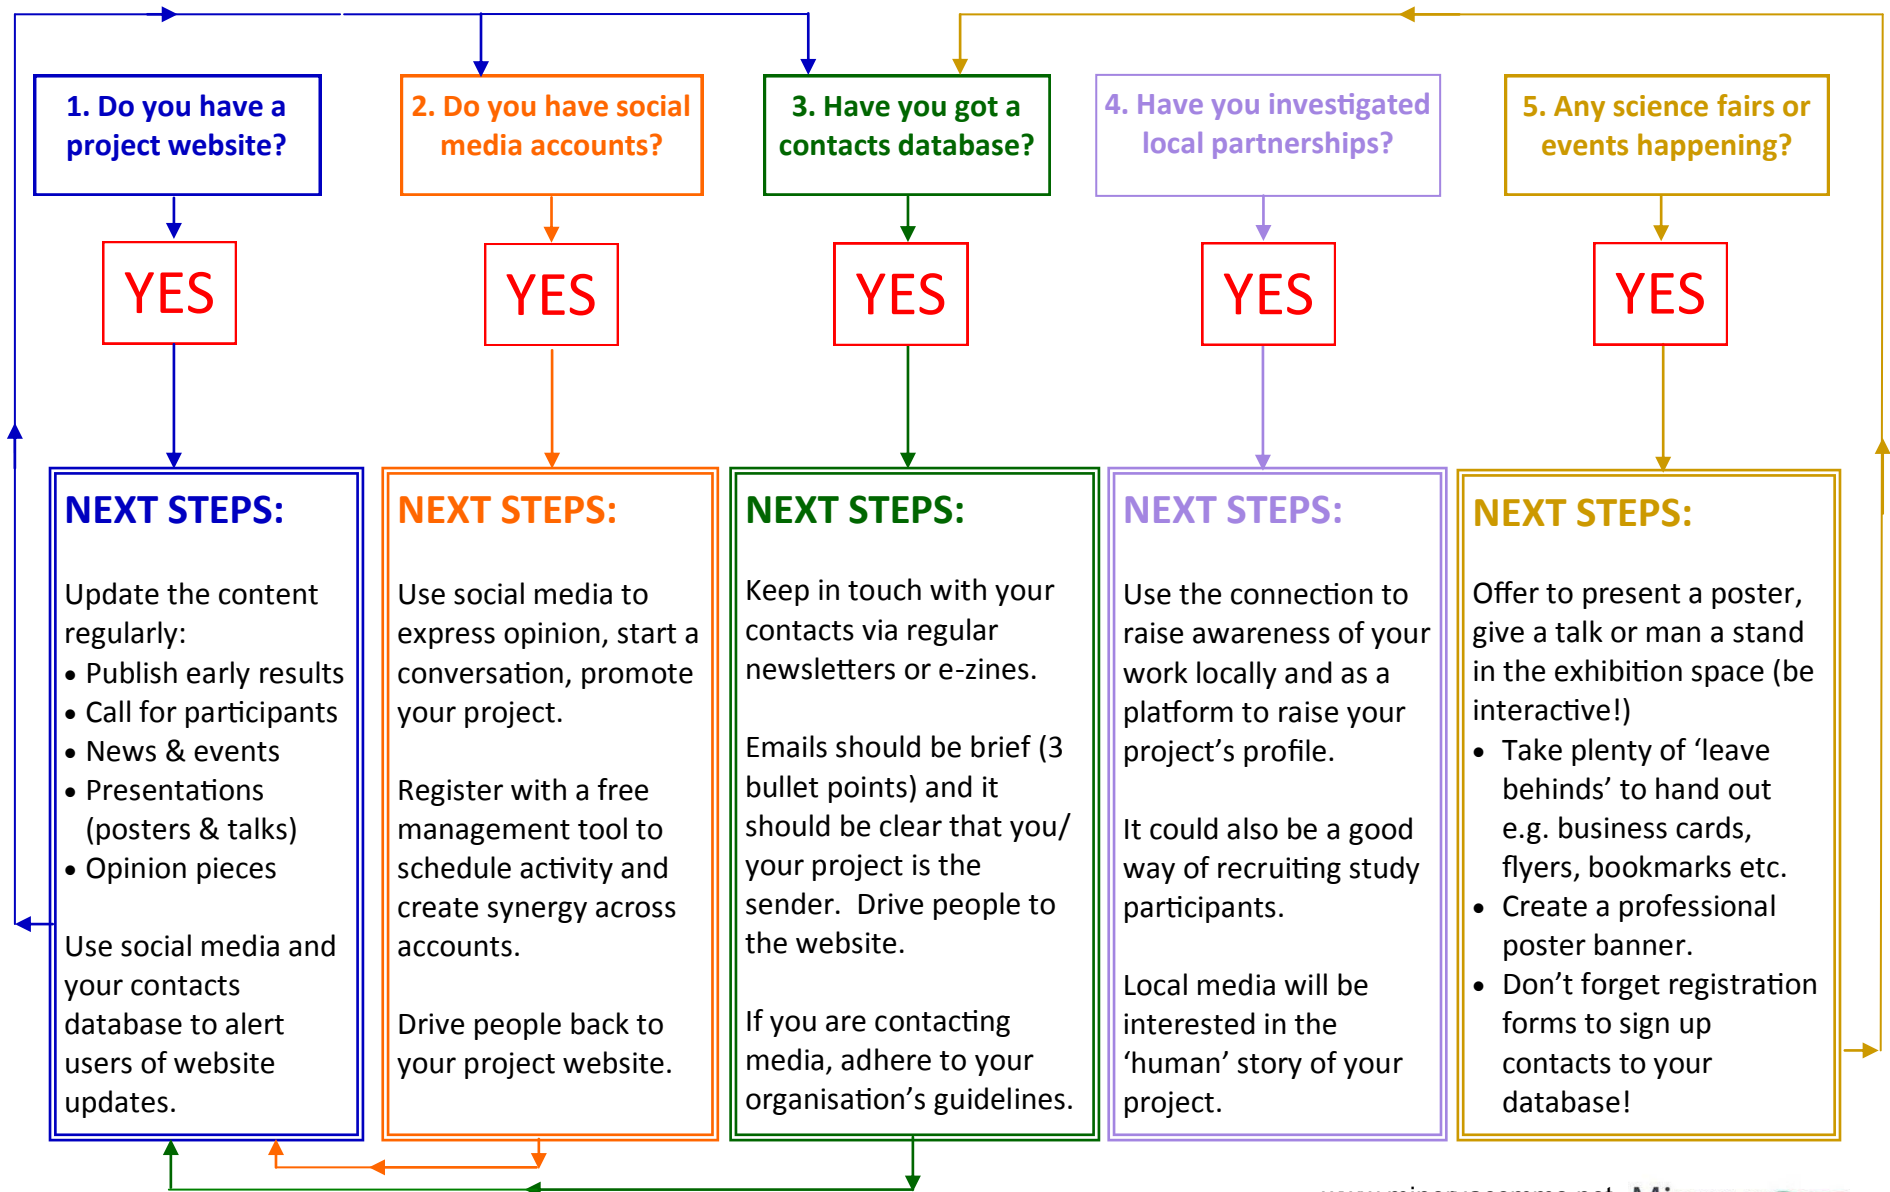 1. Do you have a
project website?
2. Do you have social
media accounts?
3. Have you got a
contacts database?
4. Have you investigated
local partnerships?
5. Any science fairs or
events happening?
YES
YES
YES
YES
YES
NEXT STEPS:
Update the content
regularly:
• Publish early results
• Call for participants
• News & events
• Presentations
(posters & talks)
• Opinion pieces
Use social media and
your contacts
database to alert
users of website
updates.
NEXT STEPS:
Use social media to
express opinion, start a
conversation, promote
your project.
Register with a free
management tool to
schedule activity and
create synergy across
accounts.
Drive people back to
your project website.
NEXT STEPS:
Keep in touch with your
contacts via regular
newsletters or e-zines.
Emails should be brief (3
bullet points) and it
should be clear that you/
your project is the
sender.  Drive people to
the website.
If you are contacting
media, adhere to your
organisation's guidelines.
NEXT STEPS:
Use the connection to
raise awareness of your
work locally and as a
platform to raise your
project's profile.
It could also be a good
way of recruiting study
participants.
Local media will be
interested in the
'human' story of your
project.
NEXT STEPS:
Offer to present a poster,
give a talk or man a stand
in the exhibition space (be
interactive!)
• Take plenty of 'leave
behinds' to hand out
e.g. business cards,
flyers, bookmarks etc.
• Create a professional
poster banner.
• Don't forget registration
forms to sign up
contacts to your
database!